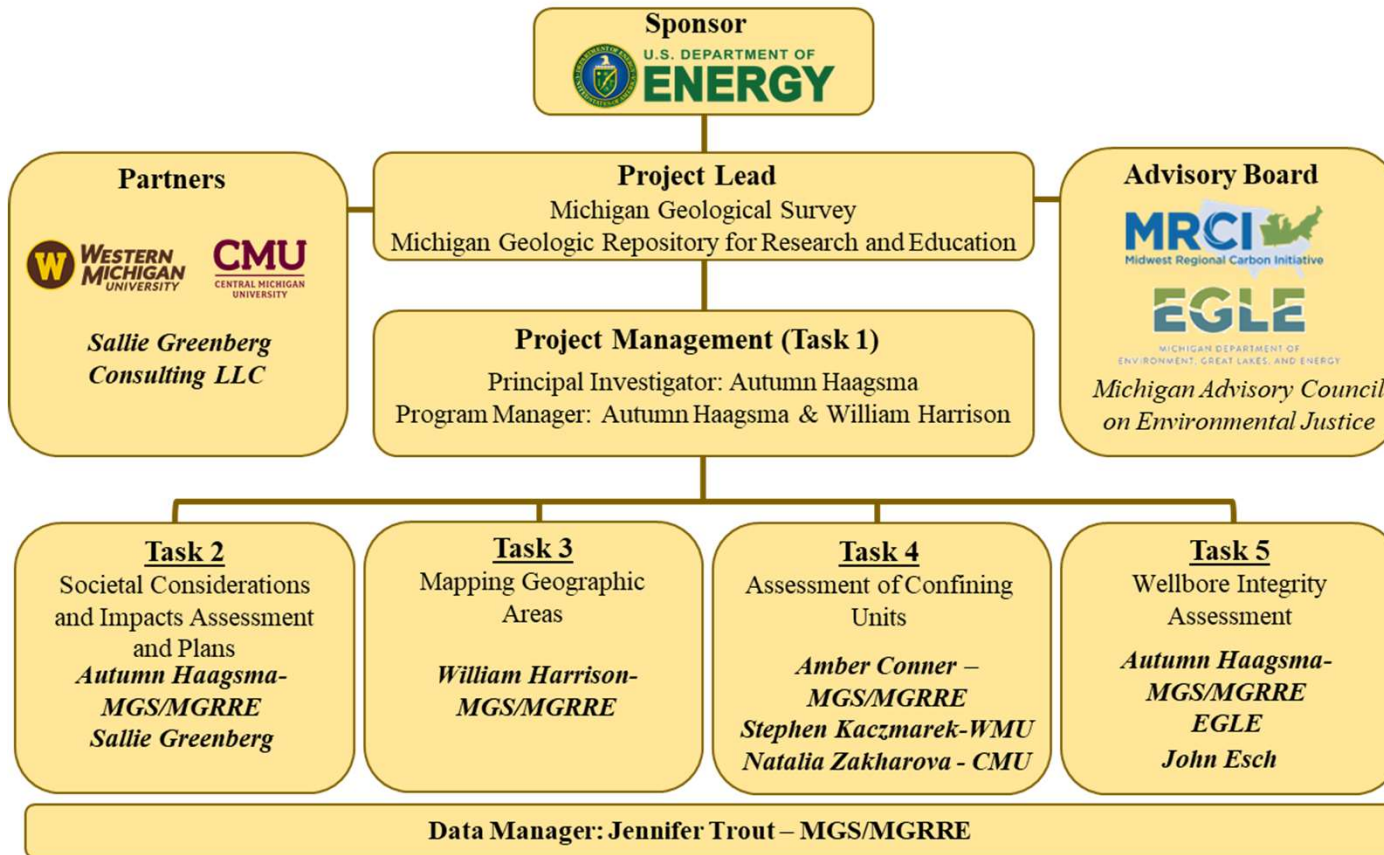 Sponsor
U.S. DEPARTMENT OF
ENERGY
Partners
WESTERN
MICHIGAN
UNIVERSITY
CMU
CENTRAL MICHIGAN
UNIVERSITY
Sallie Greenberg
Consulting LLC
Project Lead
Michigan Geological Survey
Michigan Geologic Repository for Research and Education
Advisory Board
MRCI
Midwest Regional Carbon Initiative
EGLE
MICHIGAN DEPARTMENT OF
ENVIRONMENT, GREAT LAKES, AND ENERGY
Michigan Advisory Council
on Environmental Justice
Project Management (Task 1)
Principal Investigator: Autumn Haagsma
Program Manager: Autumn Haagsma & William Harrison
Task 2
Societal Considerations
and Impacts Assessment
and Plans
Autumn Haagsma-
MGS/MGRRE
Sallie Greenberg
Task 3
Mapping Geographic
Areas
William Harrison-
MGS/MGRRE
Task 4
Assessment of Confining
Units
Amber Conner –
MGS/MGRRE
Stephen Kaczmarek-WMU
Natalia Zakharova - CMU
Task 5
Wellbore Integrity
Assessment
Autumn Haagsma-
MGS/MGRRE
EGLE
John Esch
Data Manager: Jennifer Trout – MGS/MGRRE